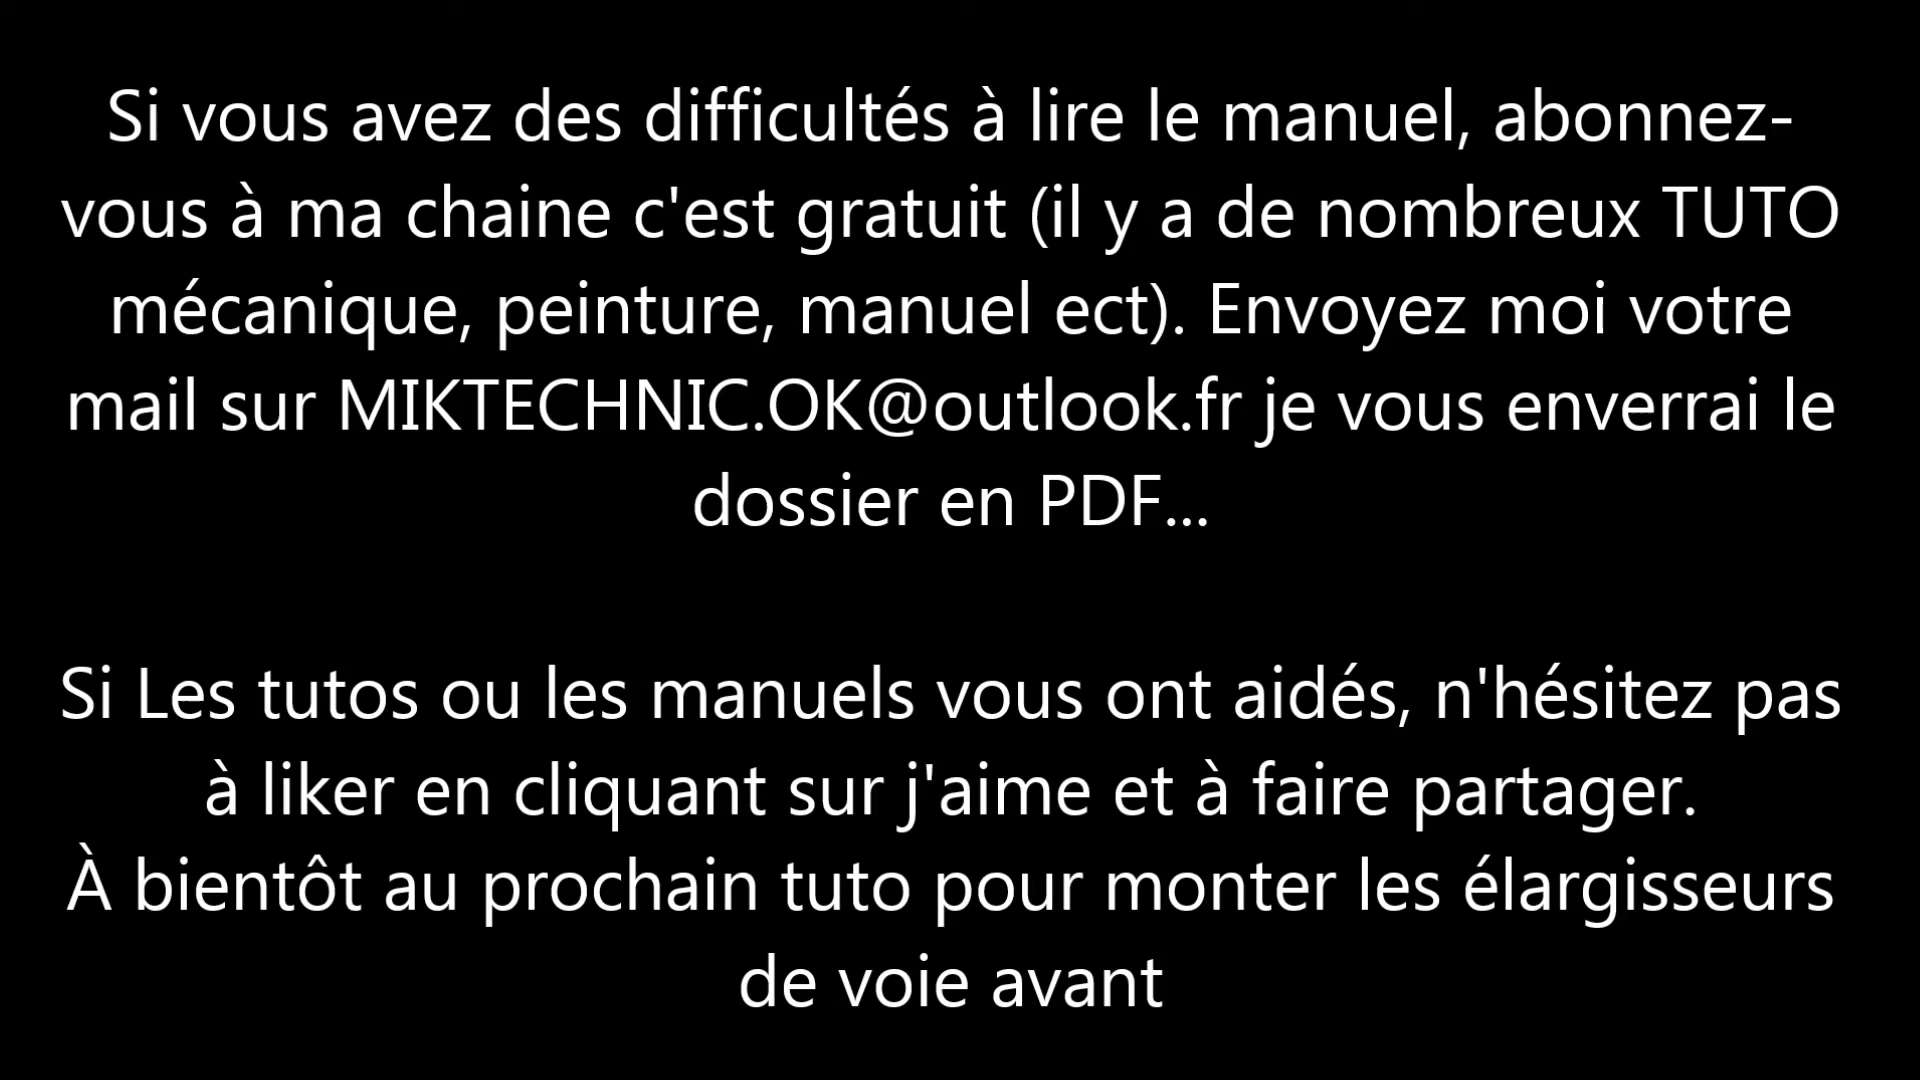 Si vous avez des difficultés à lire le manuel, abonnez-
vous à ma chaine c'est gratuit (il y a de nombreux TUTO
mécanique, peinture, manuel ect). Envoyez moi votre
mail sur MIKTECHNIC.OK@outlook.fr je vous enverrai le
dossier en PDF...
Si Les tutos ou les manuels vous ont aidés, n'hésitez pas
à liker en cliquant sur j'aime et à faire partager.
À bientôt au prochain tuto pour monter les élargisseurs
de voie avant